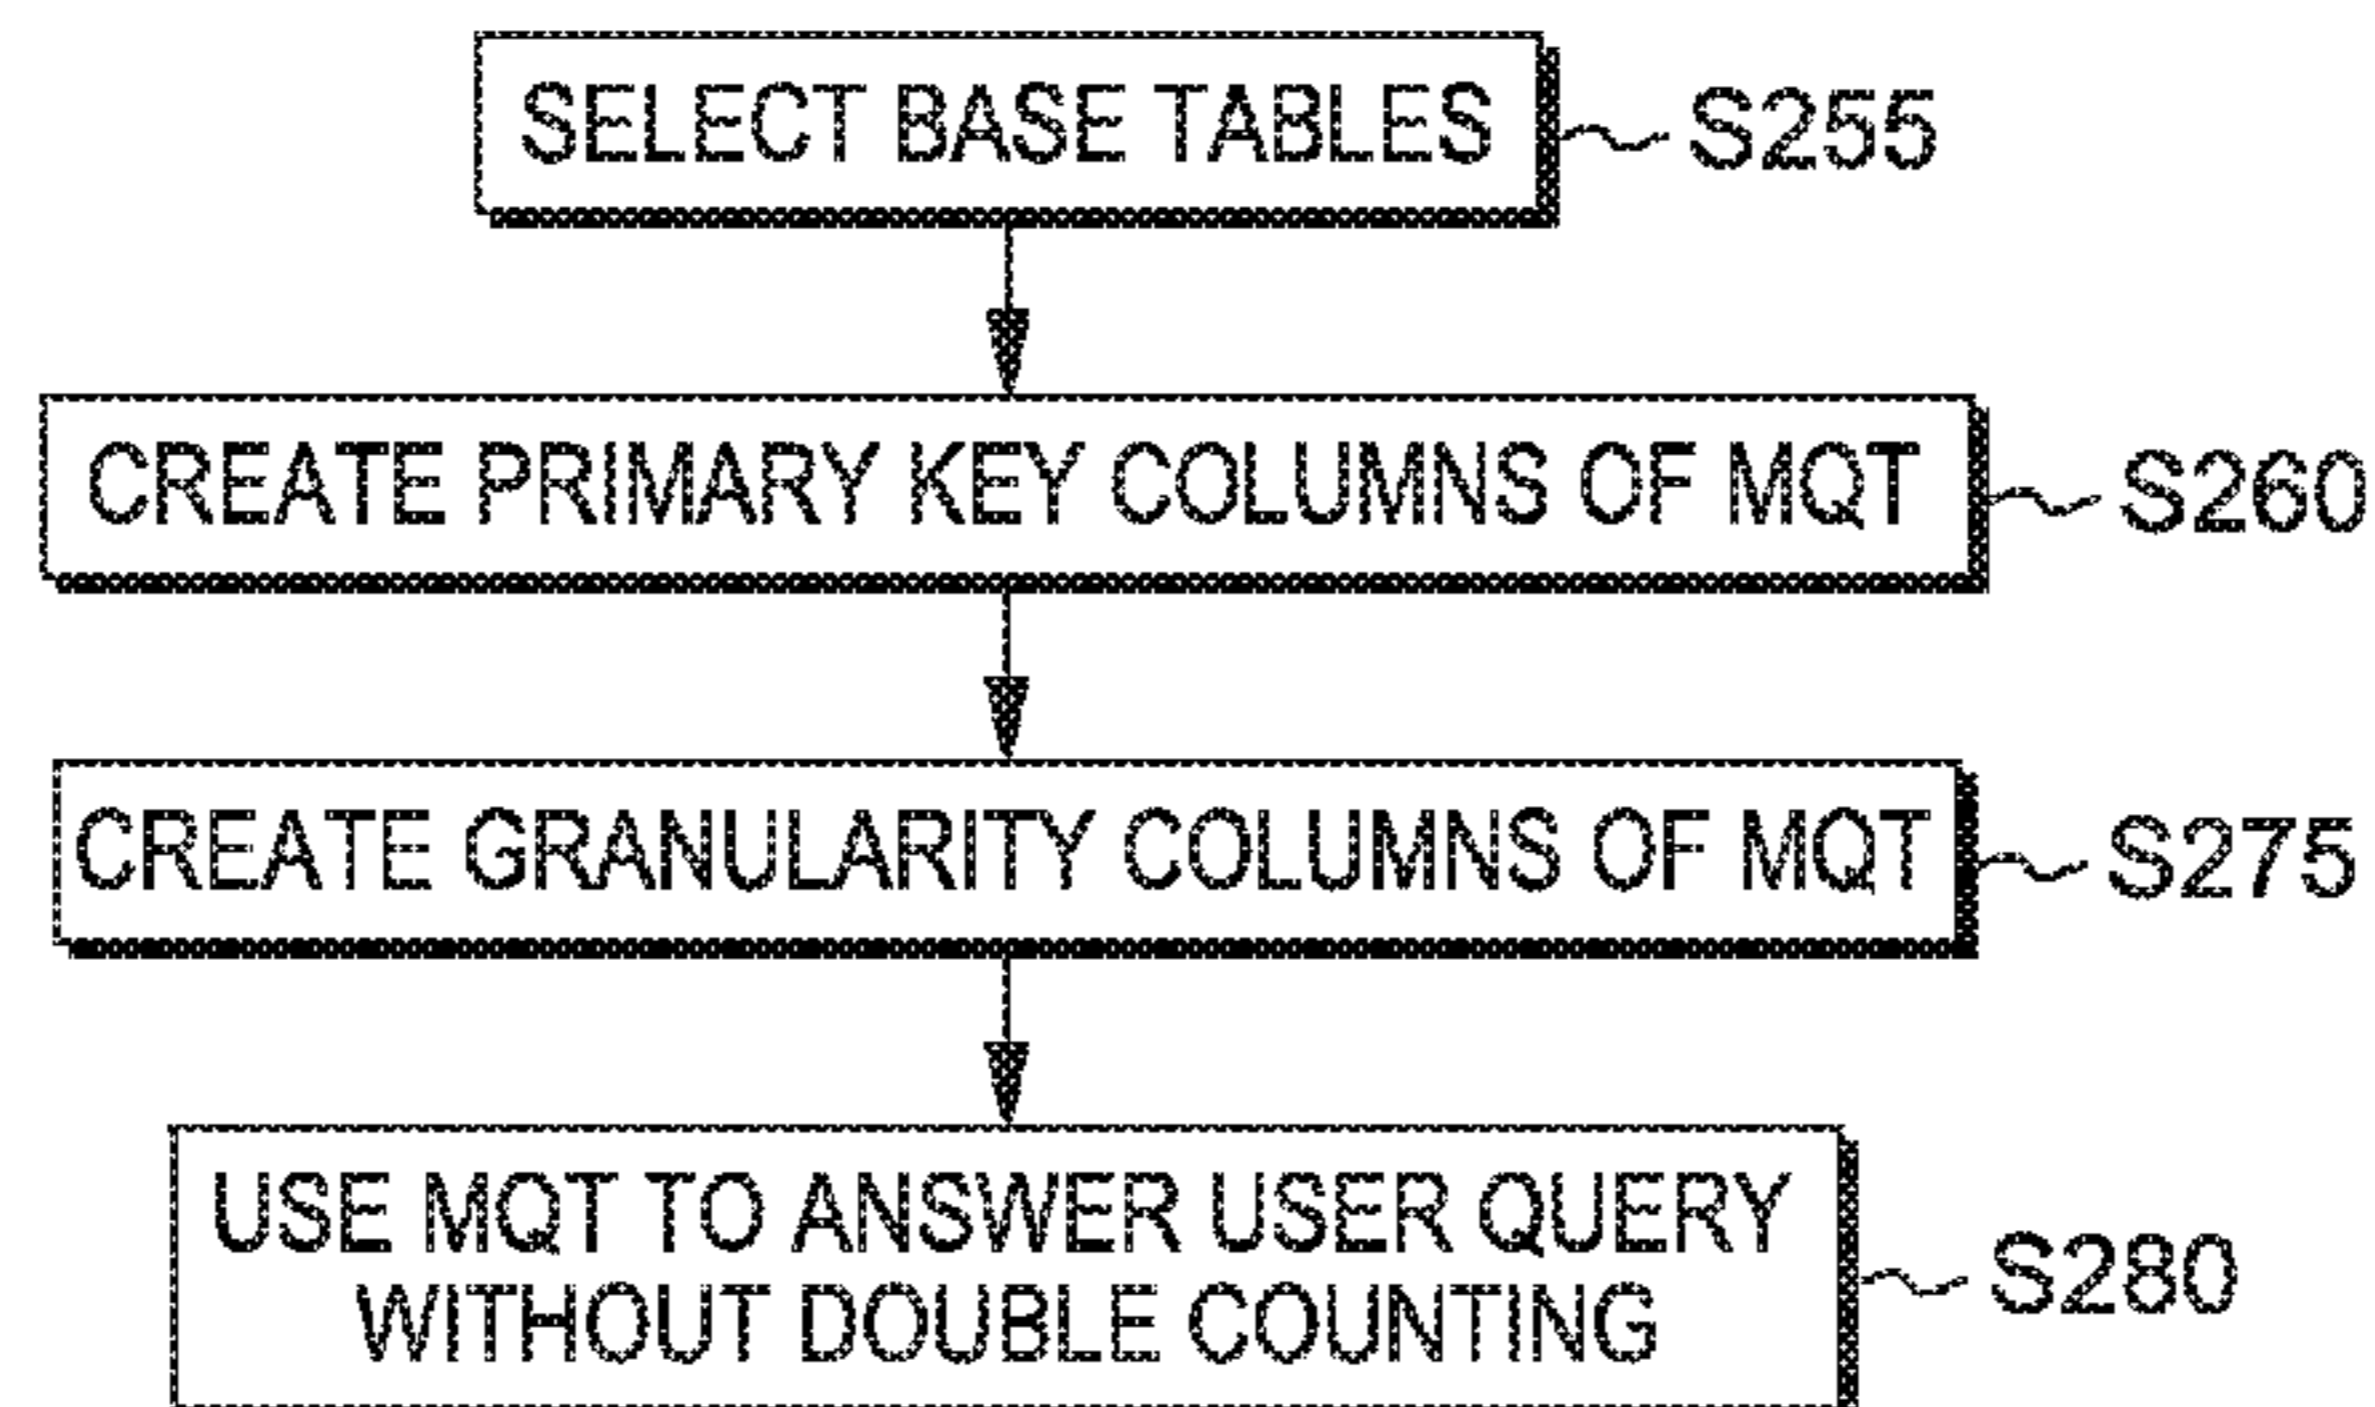 SELECT BASE TABLES S255
CREATE PRIMARY KEY COLUMNS OF MQT S260
CREATE GRANULARITY COLUMNS OF MQT S275
USE MQT TO ANSWER USER QUERY
WITHOUT DOUBLE COUNTING S280